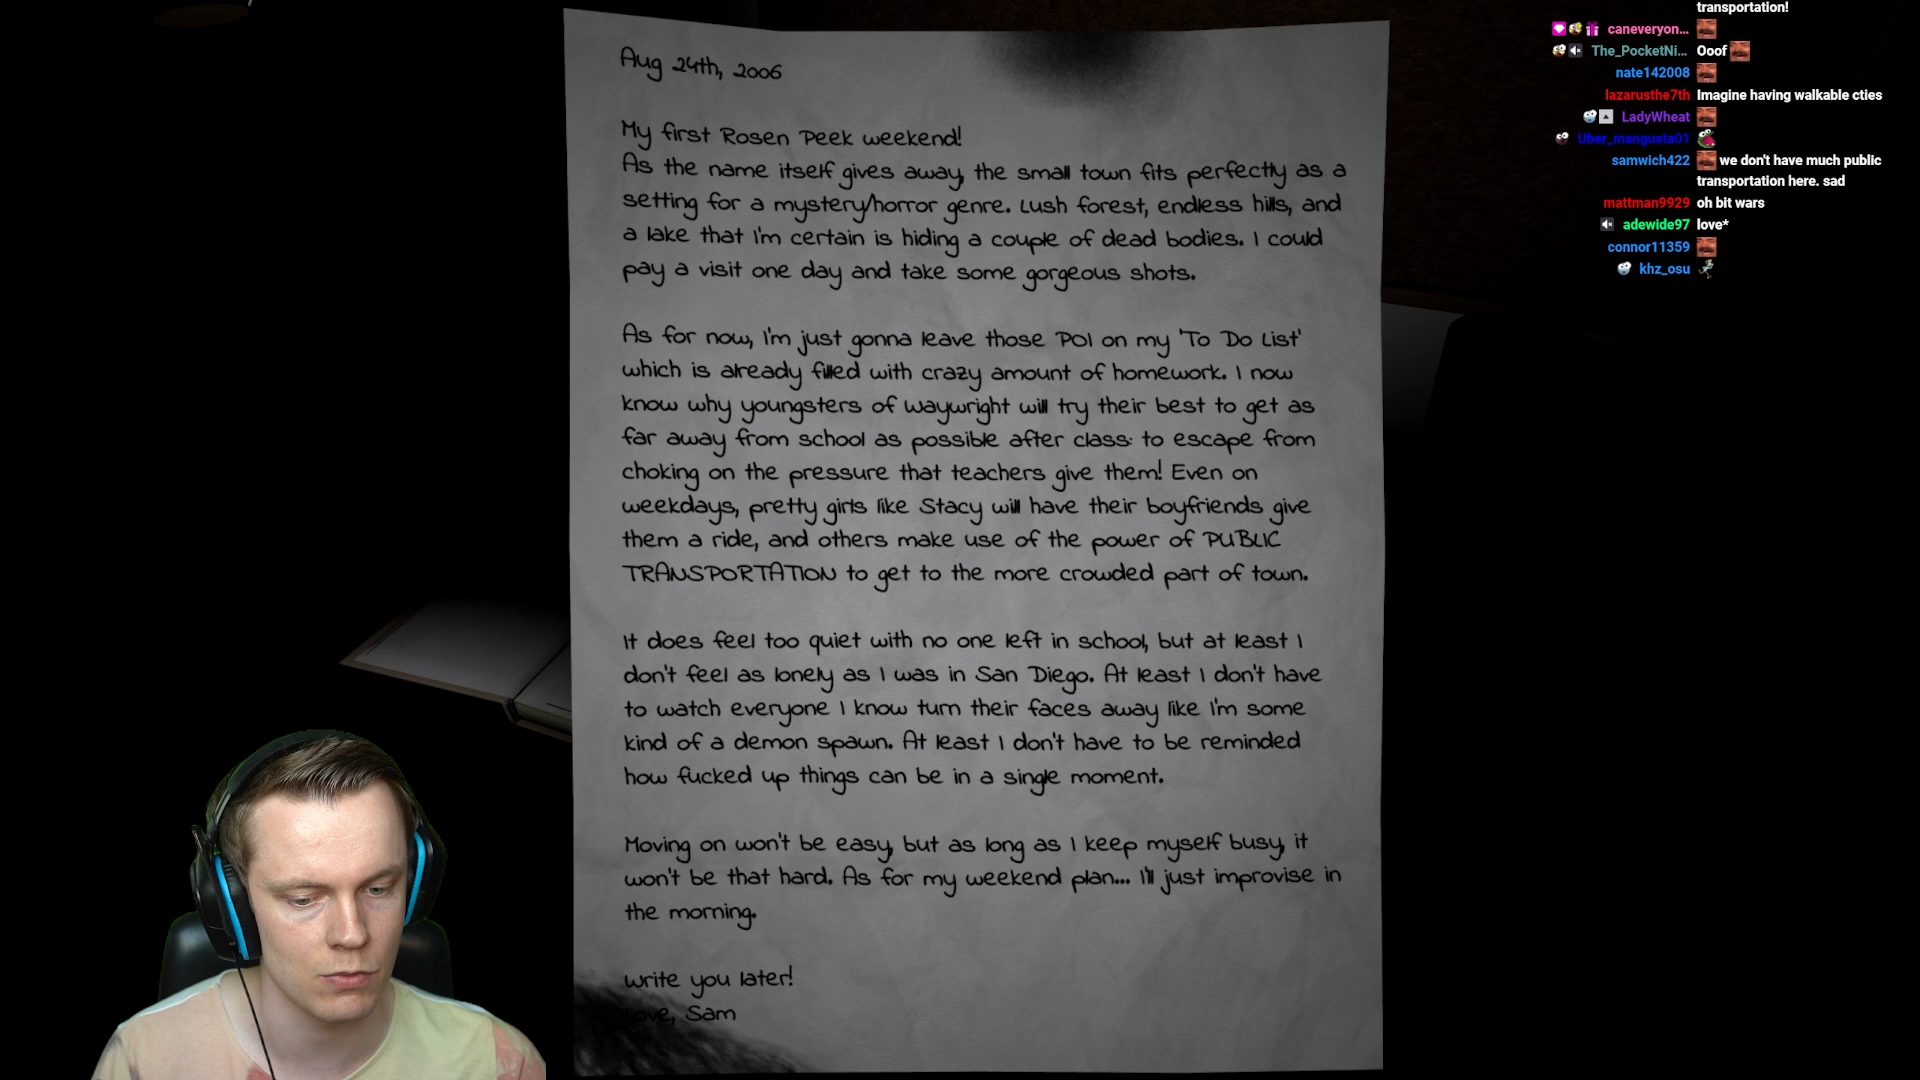 Aug 24th, 2006
My first Rosen Peek weekend!
As the name itself gives away, the small town fits perfectly as a
setting for a mystery/horror genre. Lush forest, endless hills, and
a lake that I'm certain is hiding a couple of dead bodies. I could
pay a visit one day and take some gorgeous shots.
As for now, I'm just gonna leave those POI on my 'To Do List'
which is already filled with crazy amount of homework. I now
know why youngsters of Waywright will try their best to get as
far away from school as possible after class: to escape from
choking on the pressure that teachers give them! Even on
weekdays, pretty girls like Stacy will have their boyfriends give
them a ride, and others make use of the power of PUBLIC
TRANSPORTATION to get to the more crowded part of town.
It does feel too quiet with no one left in school, but at least I
don't feel as lonely as I was in San Diego. At least I don't have
to watch everyone I know turn their faces away like I'm some
kind of a demon spawn. At least I don't have to be reminded
how fucked up things can be in a single moment.
Moving on won't be easy, but as long as I keep myself busy, it
won't be that hard. As for my weekend plan... I'll just improvise in
the morning.
Write you later!
Love, Sam
transportation!
caneveryon...
The_PocketNi... Ooof
nate142008
lazarusthe7th Imagine having walkable cties
LadyWheat
Uber_mangusta01
samwich422 we don't have much public
transportation here. sad
mattman9929 oh bit wars
adewide97 love*
connor11359
khz_osu